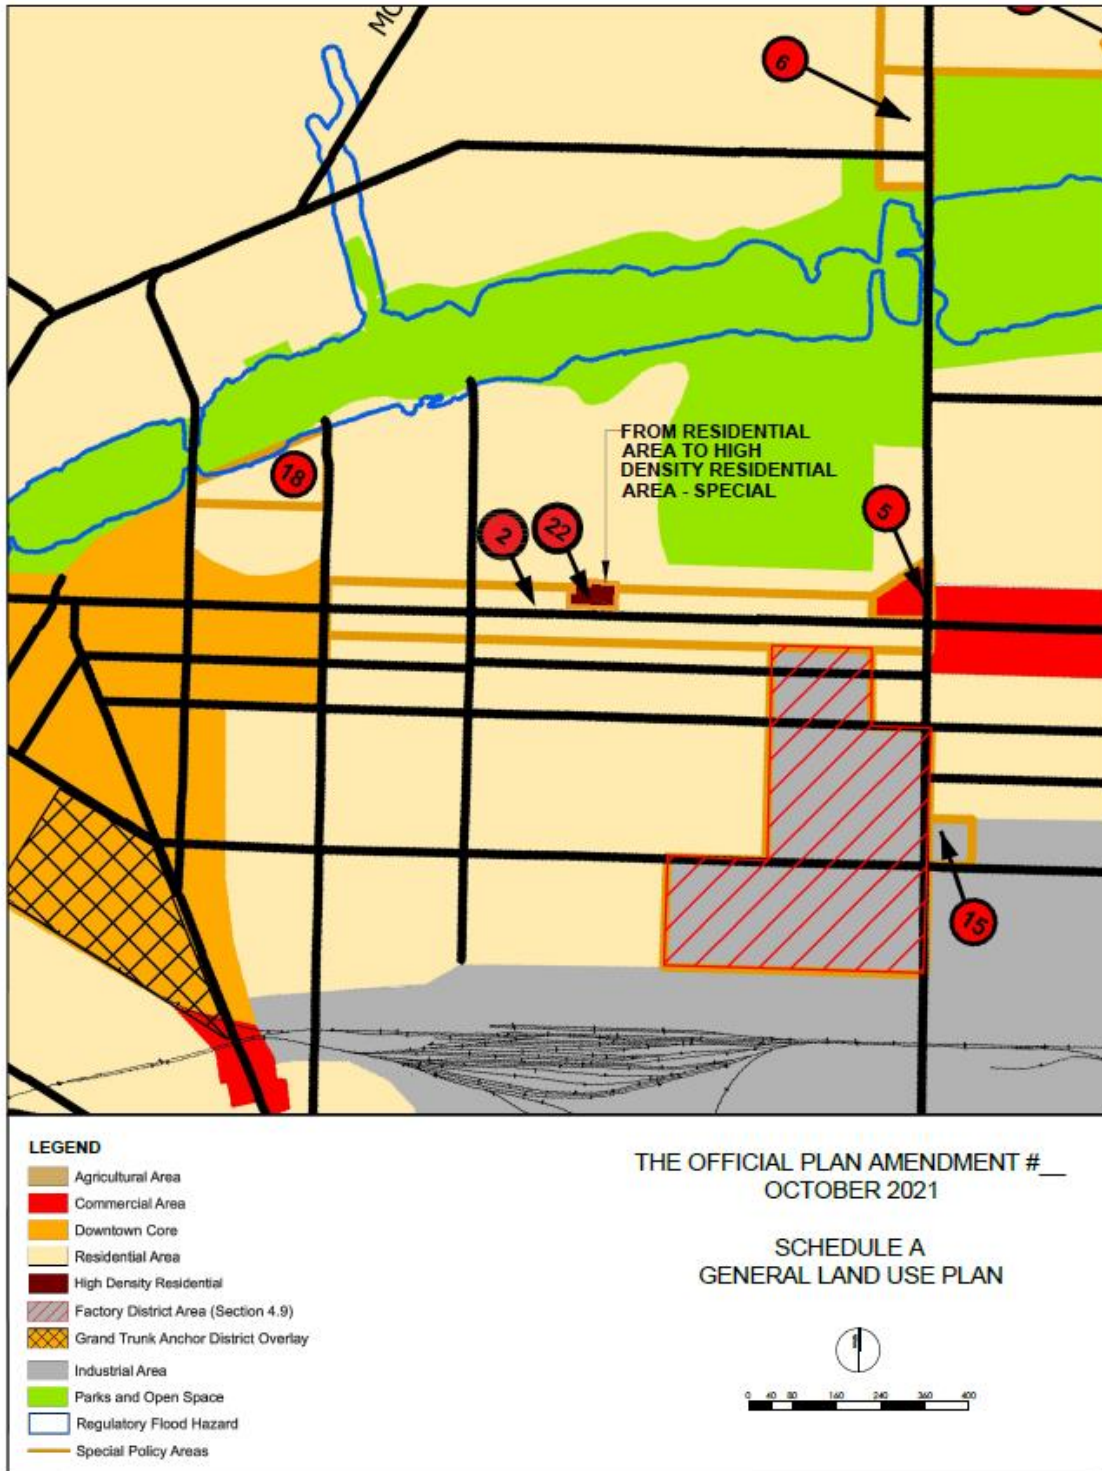 MO
6
FROM RESIDENTIAL
AREA TO HIGH
DENSITY RESIDENTIAL
AREA - SPECIAL
18
2
22
5
15
LEGEND
Agricultural Area
Commercial Area
Downtown Core
Residential Area
High Density Residential
Factory District Area (Section 4.9)
Grand Trunk Anchor District Overlay
Industrial Area
Parks and Open Space
Regulatory Flood Hazard
Special Policy Areas
THE OFFICIAL PLAN AMENDMENT #__
OCTOBER 2021
SCHEDULE A
GENERAL LAND USE PLAN
0 40 80 160 240 360 400